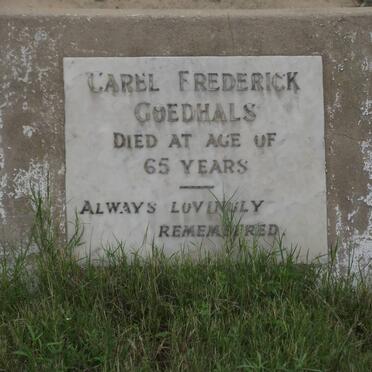 CAREL FREDERICK
GOEDHALS
DIED AT AGE OF
65 YEARS
ALWAYS LOVINGLY
REMEMBERED.